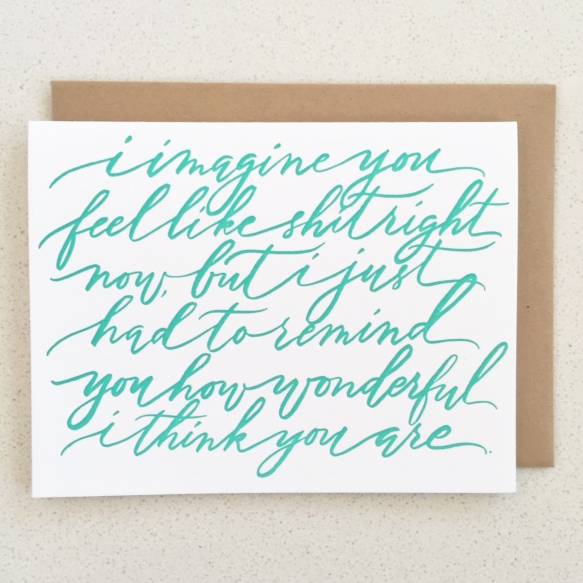 i imagine you
feel like shit right
now, but i just
had to remind
you how wonderful
i think you are.